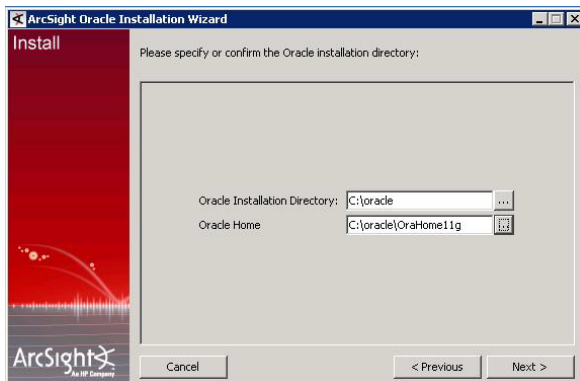 ArcSight Oracle Installation Wizard
Install
Please specify or confirm the Oracle installation directory:
Oracle Installation Directory: C:\oracle ...
Oracle Home C:\oracle\OraHome11g ...
ArcSight
An HP Company
Cancel < Previous Next >